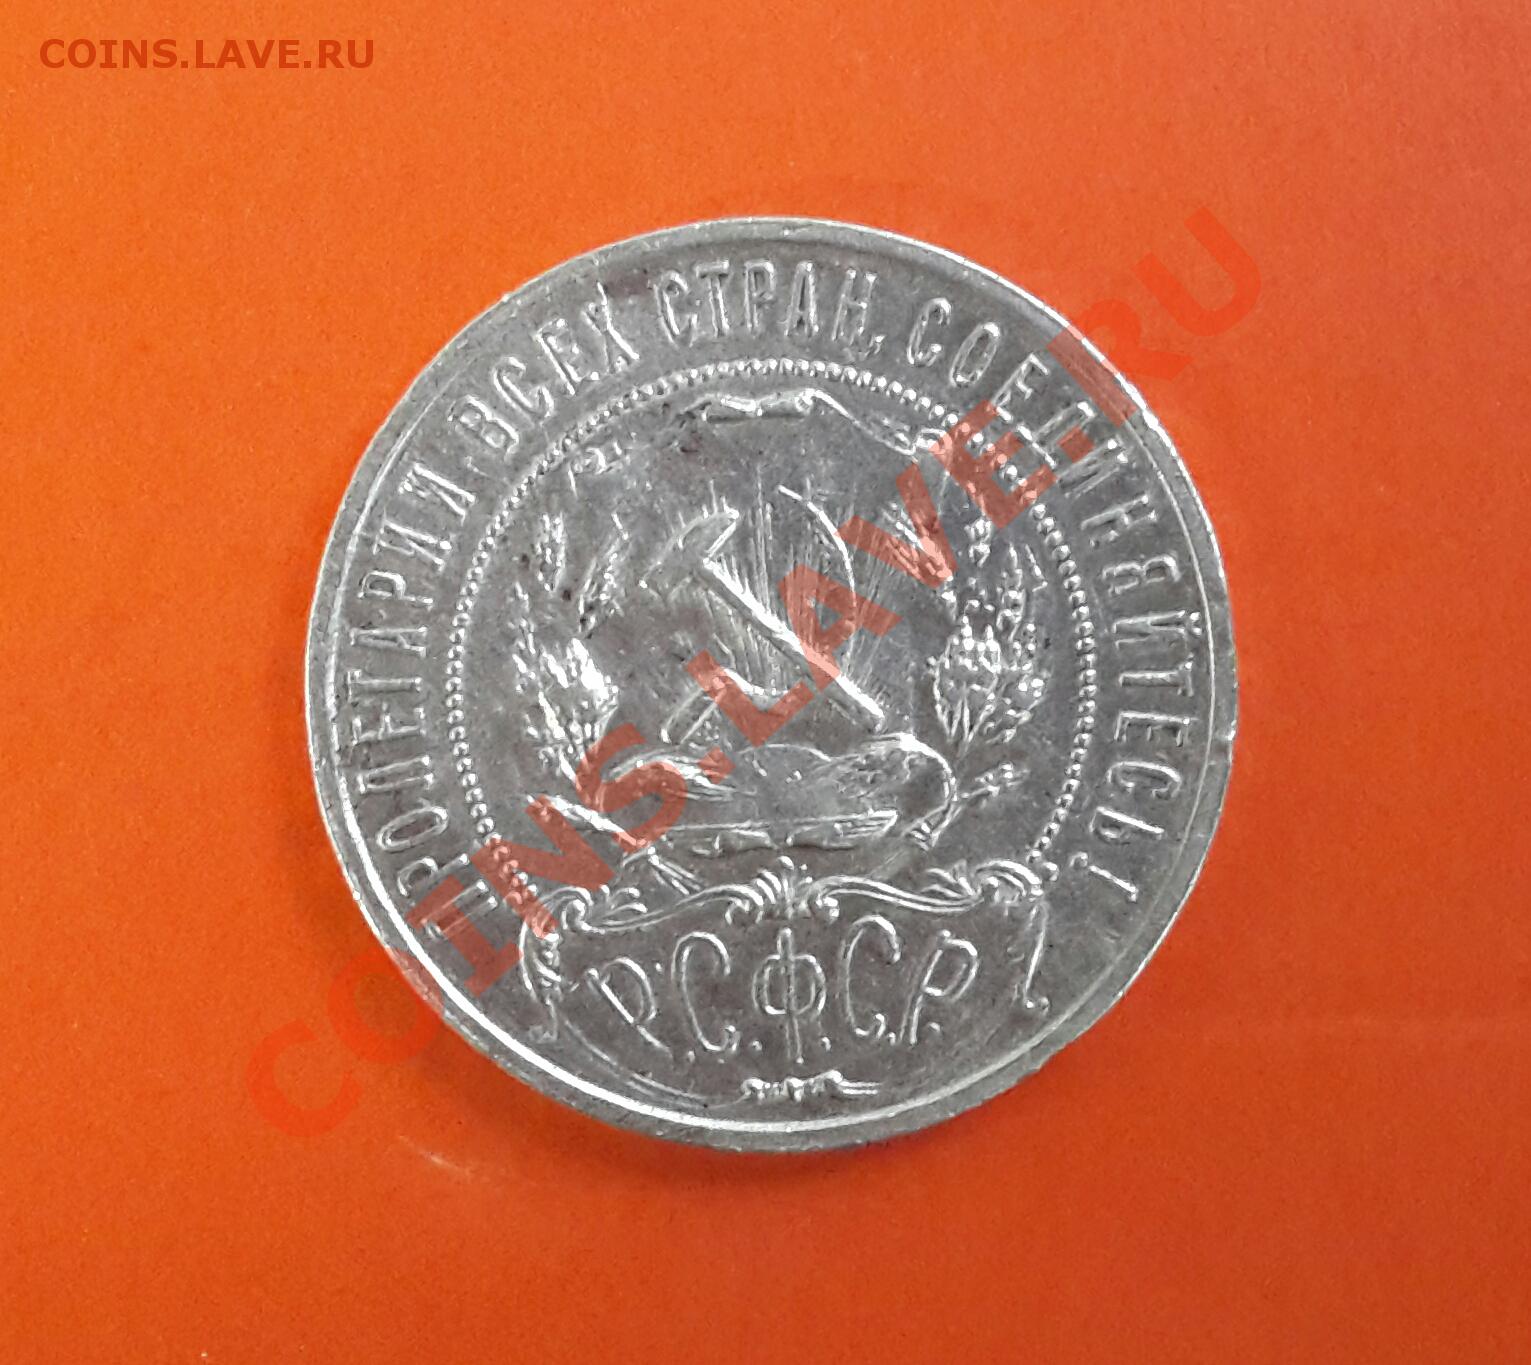 COINS.LAVE.RU
ПРОЛЕТАРИИ ВСЕХ СТРАН, СОЕДИНЯЙТЕСЬ!
Р.С.Ф.С.Р.
COINS.LAVE.RU